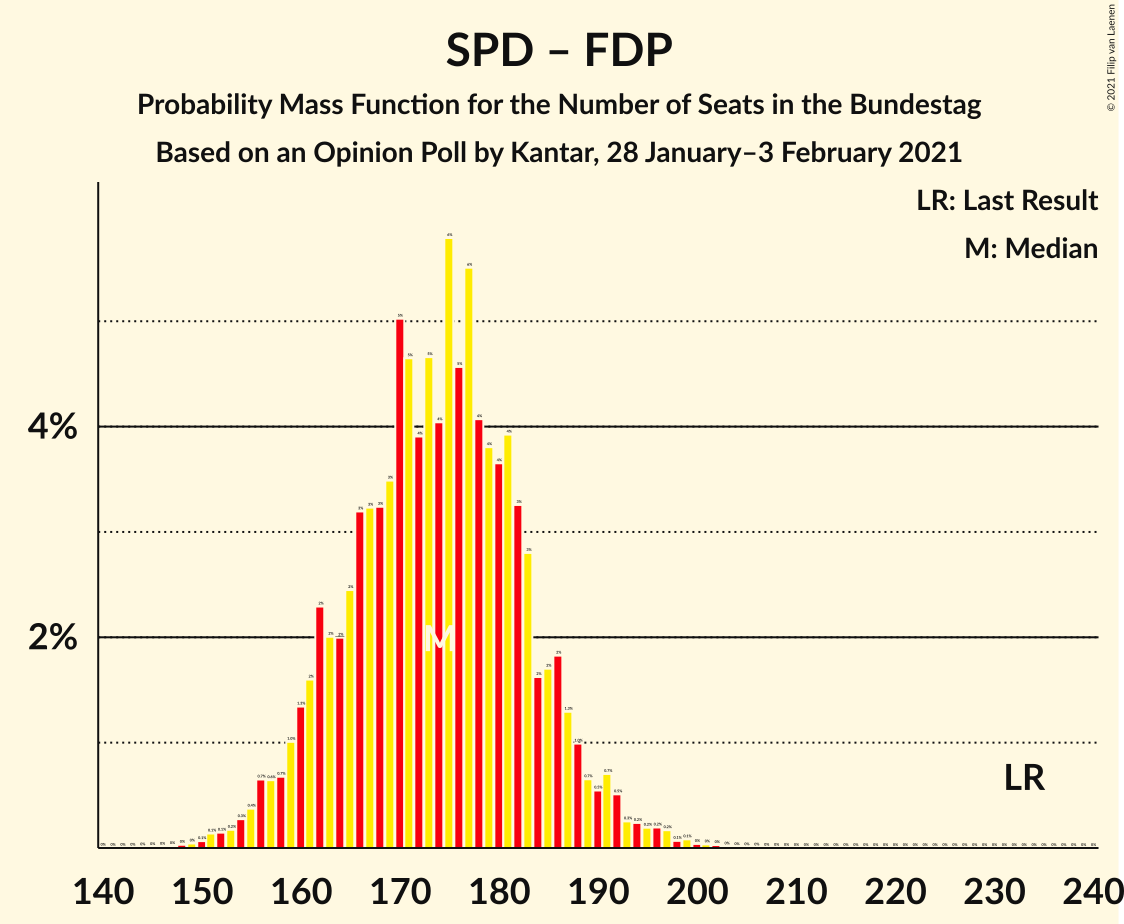 SPD – FDP
Probability Mass Function for the Number of Seats in the Bundestag
Based on an Opinion Poll by Kantar, 28 January–3 February 2021
© 2021 Filip van Laenen
LR: Last Result
M: Median
4%
2%
M
LR
140 150 160 170 180 190 200 210 220 230 240